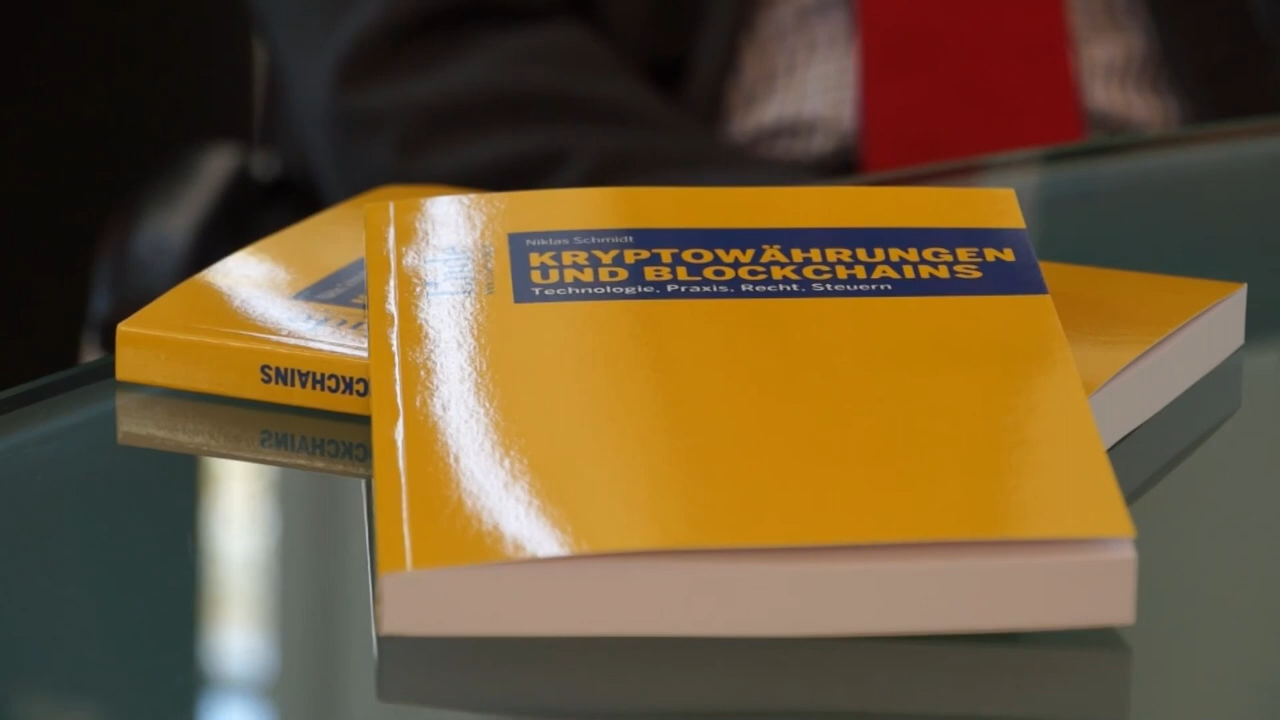 Niklas Schmidt
KRYPTOWÄHRUNGEN
UND BLOCKCHAINS
Technologie, Praxis, Recht, Steuern
CKCHAINS